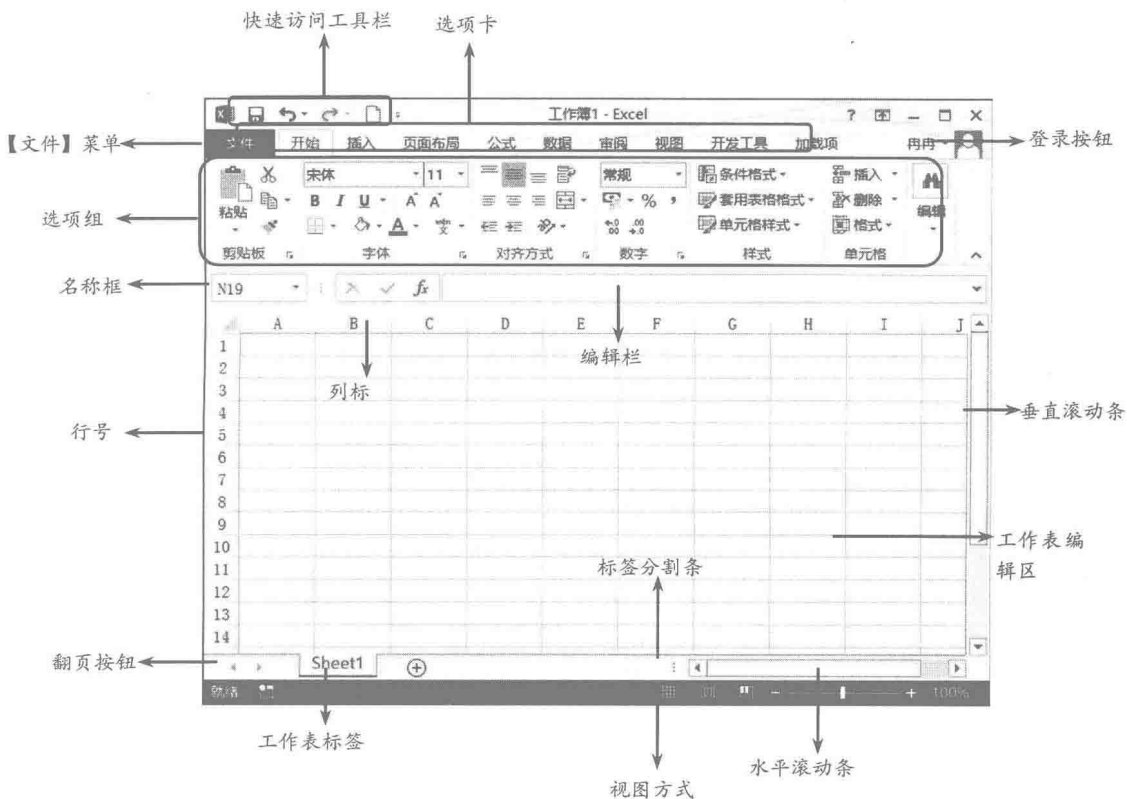 快速访问工具栏
选项卡
工作簿1 - Excel
?
【文件】菜单
文件 开始 插入 页面布局 公式 数据 审阅 视图 开发工具 加载项 冉冉
登录按钮
选项组
宋体 11 常规 条件格式 插入
粘贴 B I U A A % , 套用表格格式 删除 编辑
A wén 文 .00 单元格样式 格式
剪贴板 字体 对齐方式 数字 样式 单元格
名称框
N19 fx
A B C D E F G H I J
编辑栏
列标
1
2
3
4
5
6
7
8
9
10
11
12
13
14
行号
垂直滚动条
工作表编
辑区
标签分割条
翻页按钮
Sheet1
就绪 100%
工作表标签
水平滚动条
视图方式